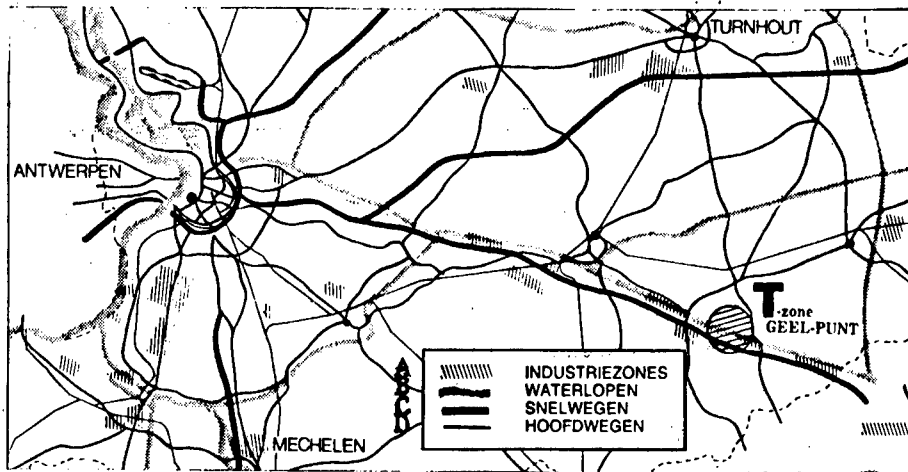 TURNHOUT
ANTWERPEN
T-zone
GEEL-PUNT
INDUSTRIEZONES
WATERLOPEN
SNELWEGEN
HOOFDWEGEN
MECHELEN